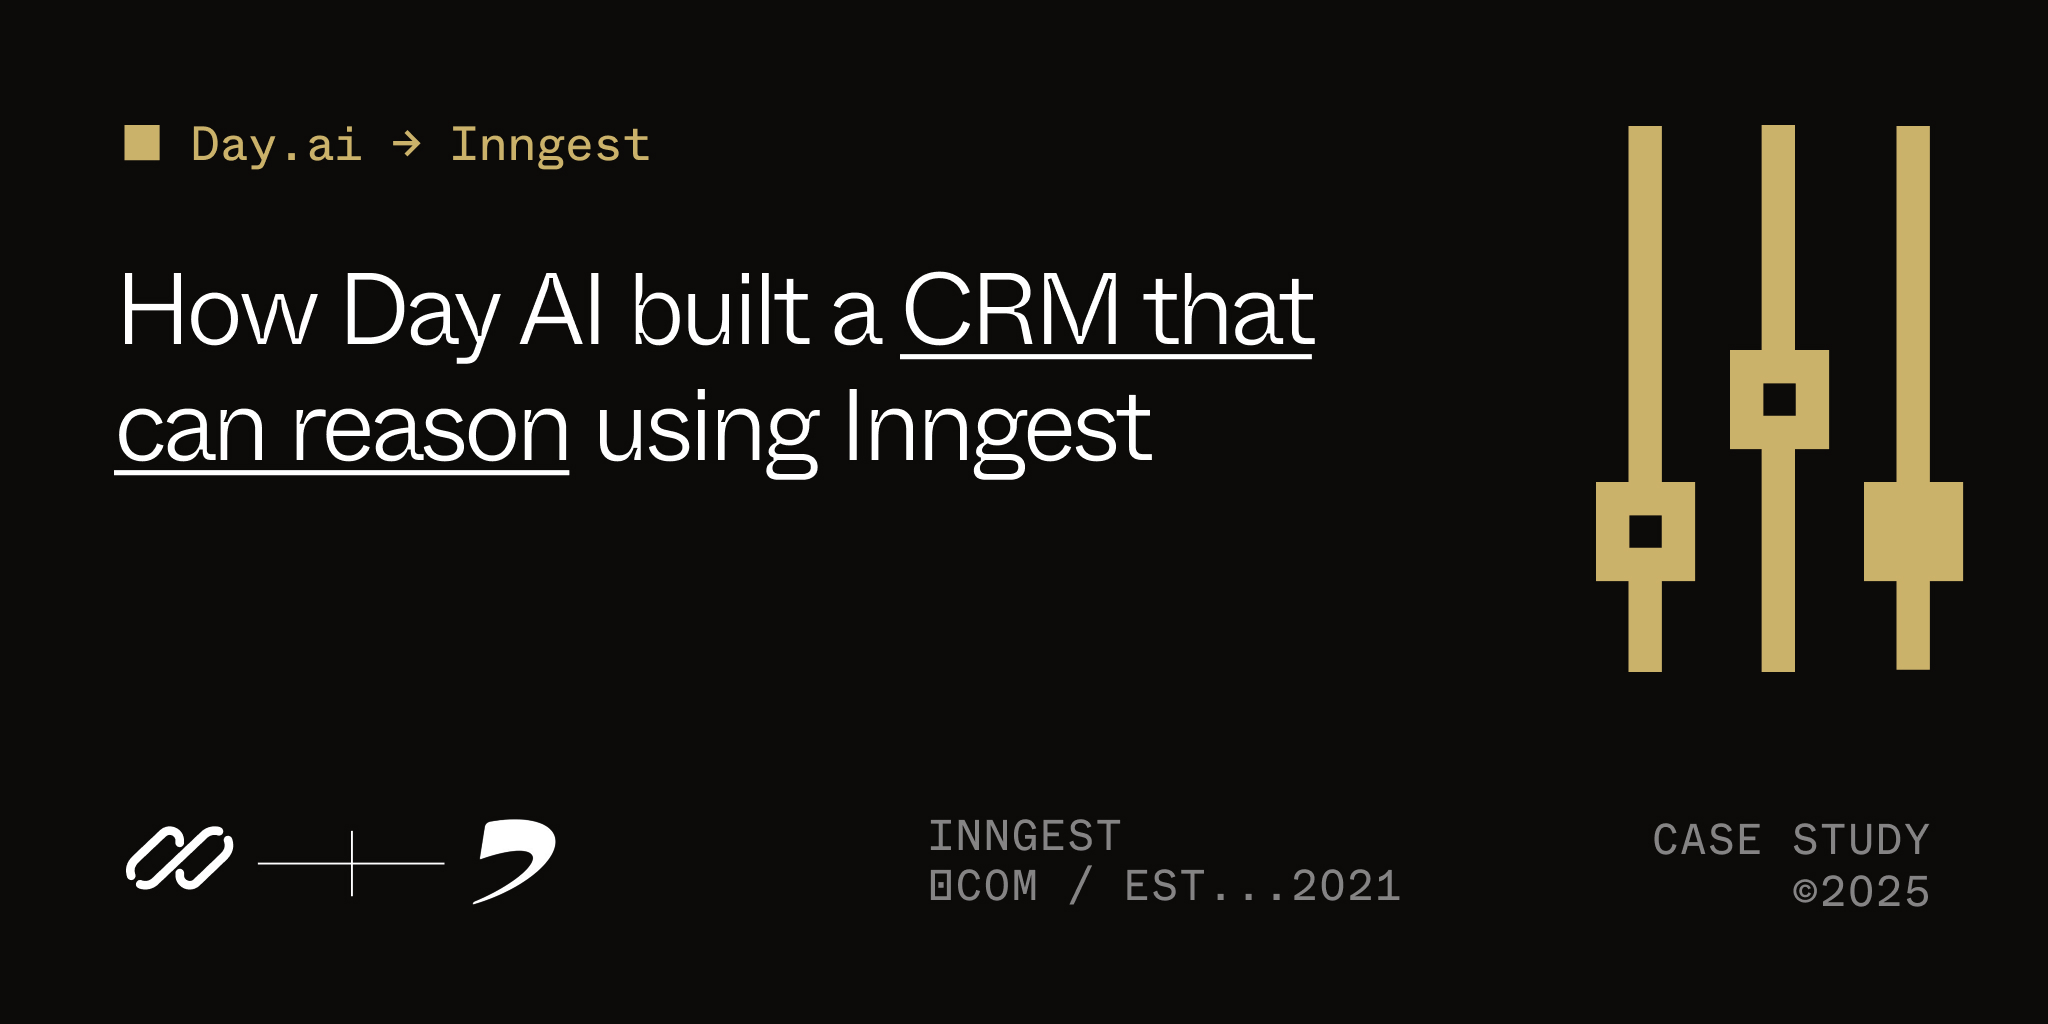 Day.ai → Inngest
How Day AI built a CRM that
can reason using Inngest
INNGEST
⊡COM / EST...2021
CASE STUDY
©2025